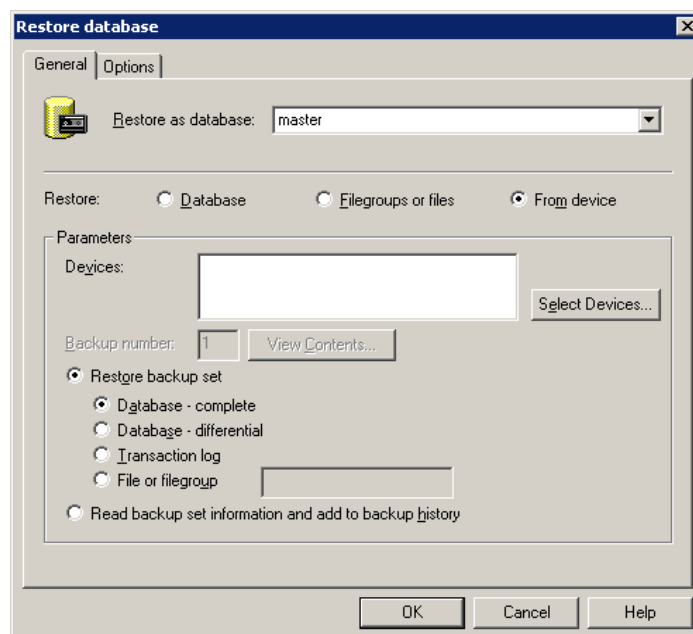 Restore database
General Options
Restore as database: master
Restore: Database Filegroups or files From device
Parameters
Devices:
Select Devices...
Backup number: 1 View Contents...
Restore backup set
Database - complete
Database - differential
Transaction log
File or filegroup
Read backup set information and add to backup history
OK Cancel Help